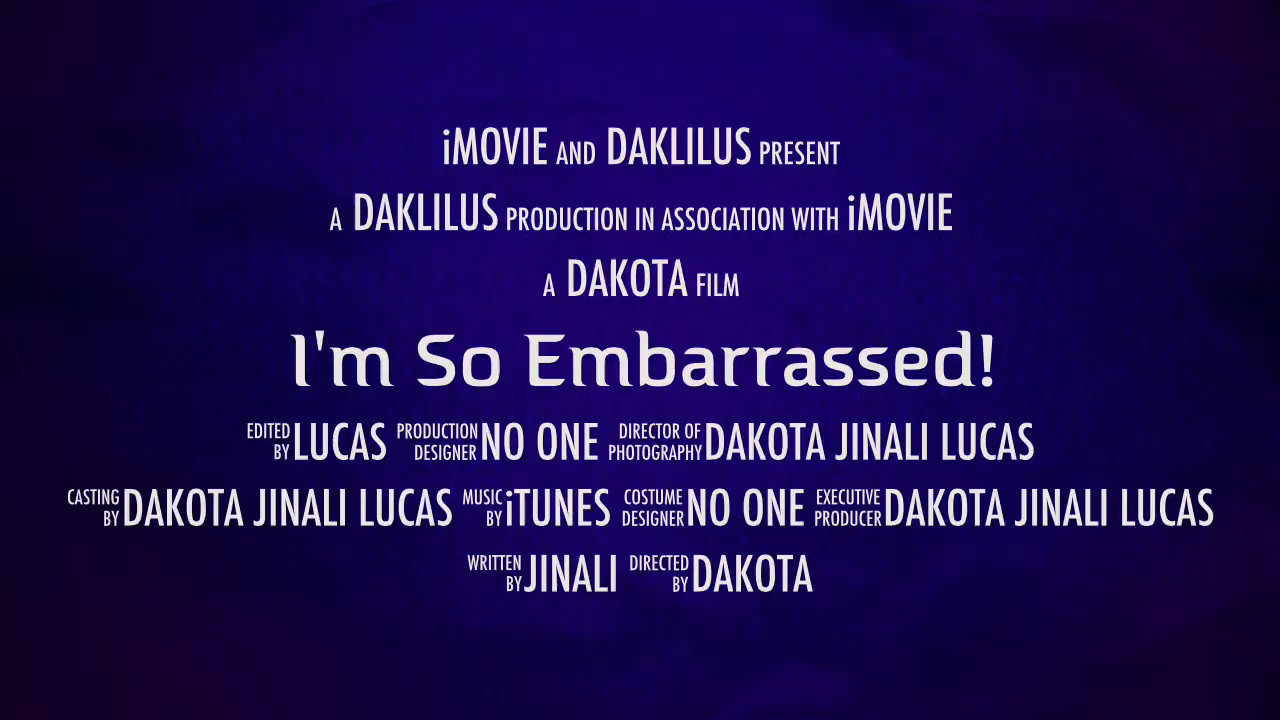 iMOVIE AND DAKLILUS PRESENT
A DAKLILUS PRODUCTION IN ASSOCIATION WITH iMOVIE
A DAKOTA FILM
I'm So Embarrassed!
EDITED BY LUCAS PRODUCTION DESIGNER NO ONE DIRECTOR OF PHOTOGRAPHY DAKOTA JINALI LUCAS
CASTING BY DAKOTA JINALI LUCAS MUSIC BY iTUNES COSTUME DESIGNER NO ONE EXECUTIVE PRODUCER DAKOTA JINALI LUCAS
WRITTEN BY JINALI DIRECTED BY DAKOTA